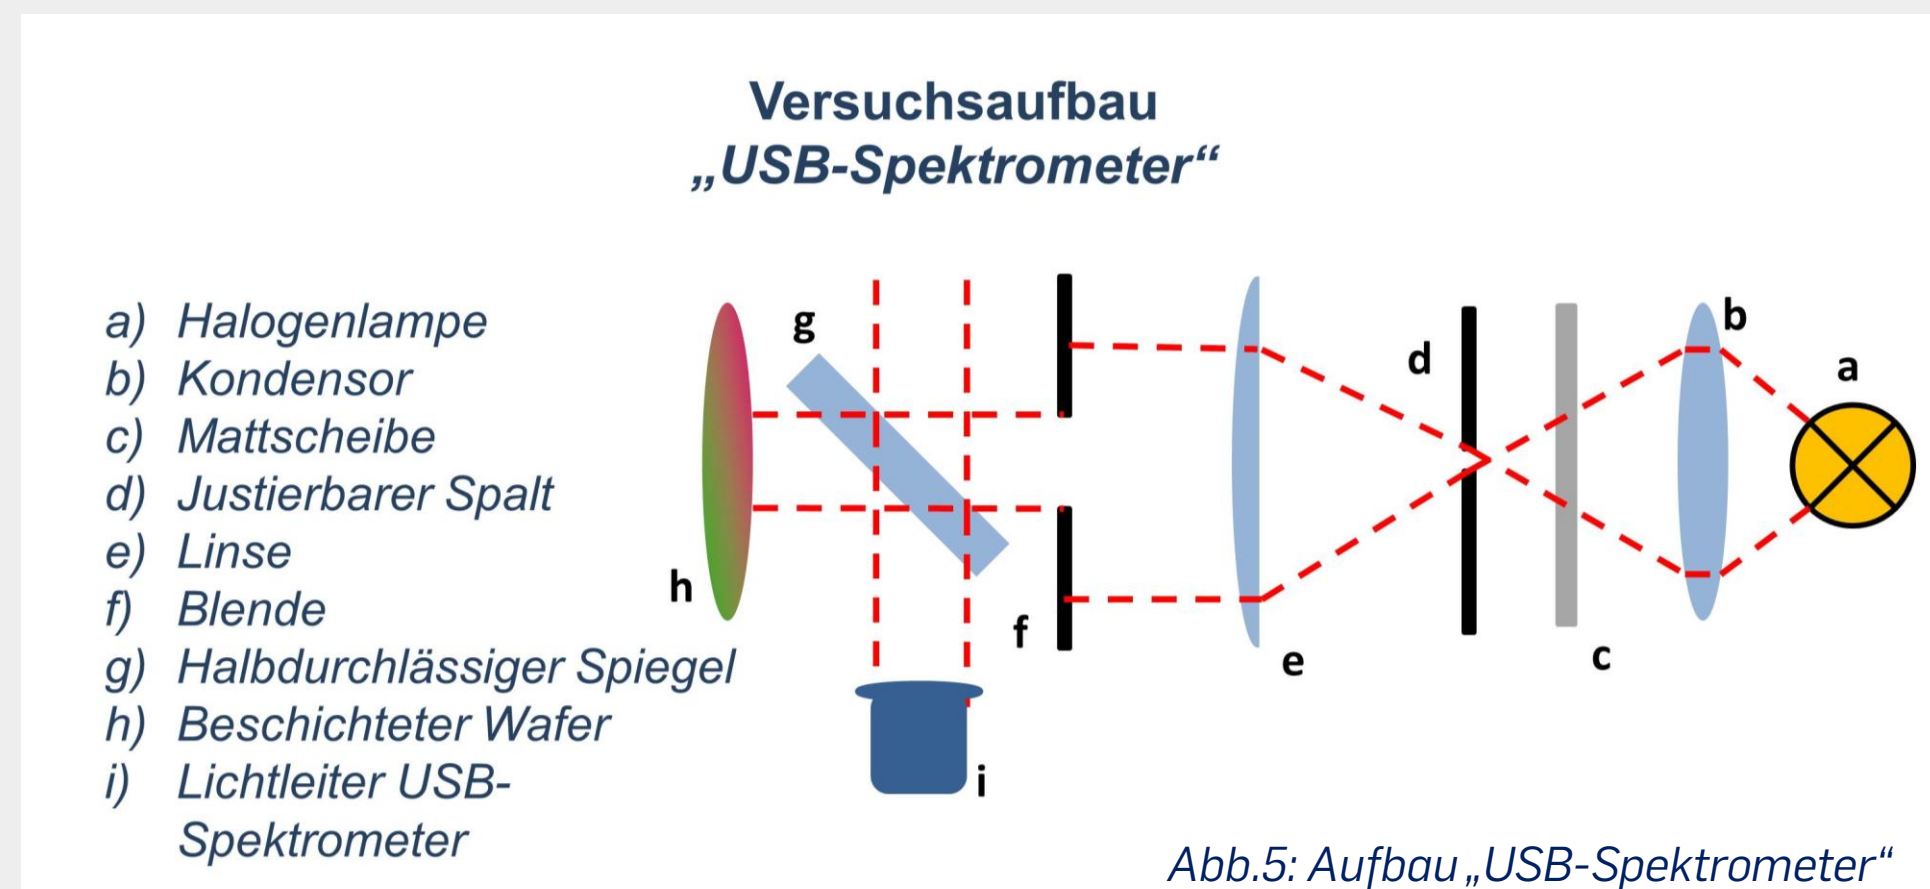 Versuchsaufbau
„USB-Spektrometer“
a) Halogenlampe
b) Kondensor
c) Mattscheibe
d) Justierbarer Spalt
e) Linse
f) Blende
g) Halbdurchlässiger Spiegel
h) Beschichteter Wafer
i) Lichtleiter USB-
Spektrometer
g
h
f
i
e
d
c
b
a
Abb.5: Aufbau „USB-Spektrometer“